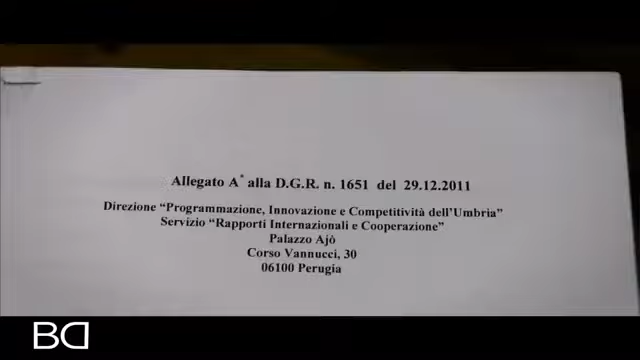 Allegato A* alla D.G.R. n. 1651 del 29.12.2011
Direzione “Programmazione, Innovazione e Competitività dell’Umbria”
Servizio “Rapporti Internazionali e Cooperazione”
Palazzo Ajò
Corso Vannucci, 30
06100 Perugia
BD